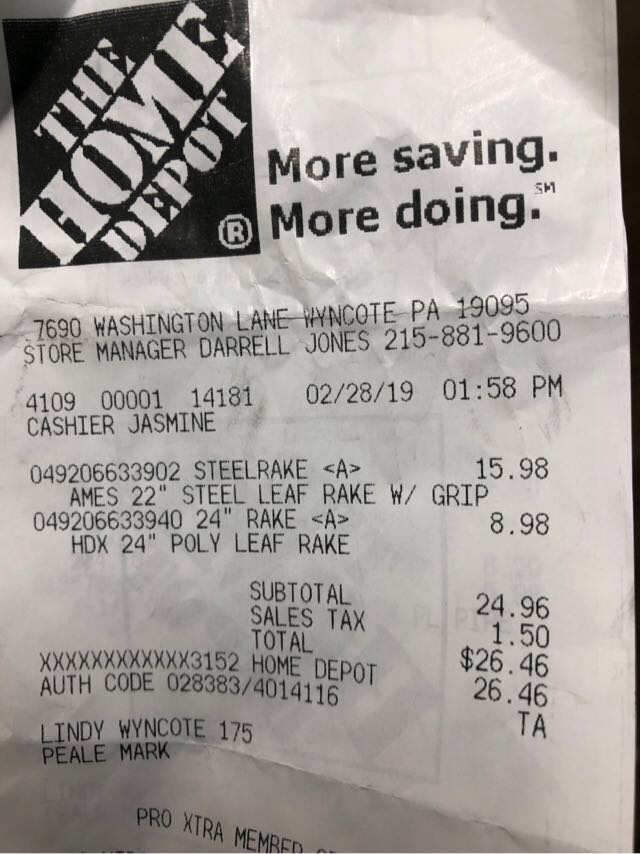 THE
HOME
DEPOT
®
More saving.
More doing.℠
7690 WASHINGTON LANE WYNCOTE PA 19095
STORE MANAGER DARRELL JONES 215-881-9600
4109 00001 14181 02/28/19 01:58 PM
CASHIER JASMINE
049206633902 STEELRAKE <A> 15.98
AMES 22" STEEL LEAF RAKE W/ GRIP
049206633940 24" RAKE <A> 8.98
HDX 24" POLY LEAF RAKE
SUBTOTAL 24.96
SALES TAX 1.50
TOTAL $26.46
XXXXXXXXXXXX3152 HOME DEPOT 26.46
AUTH CODE 028383/4014116 TA
LINDY WYNCOTE 175
PEALE MARK
PRO XTRA MEMBER